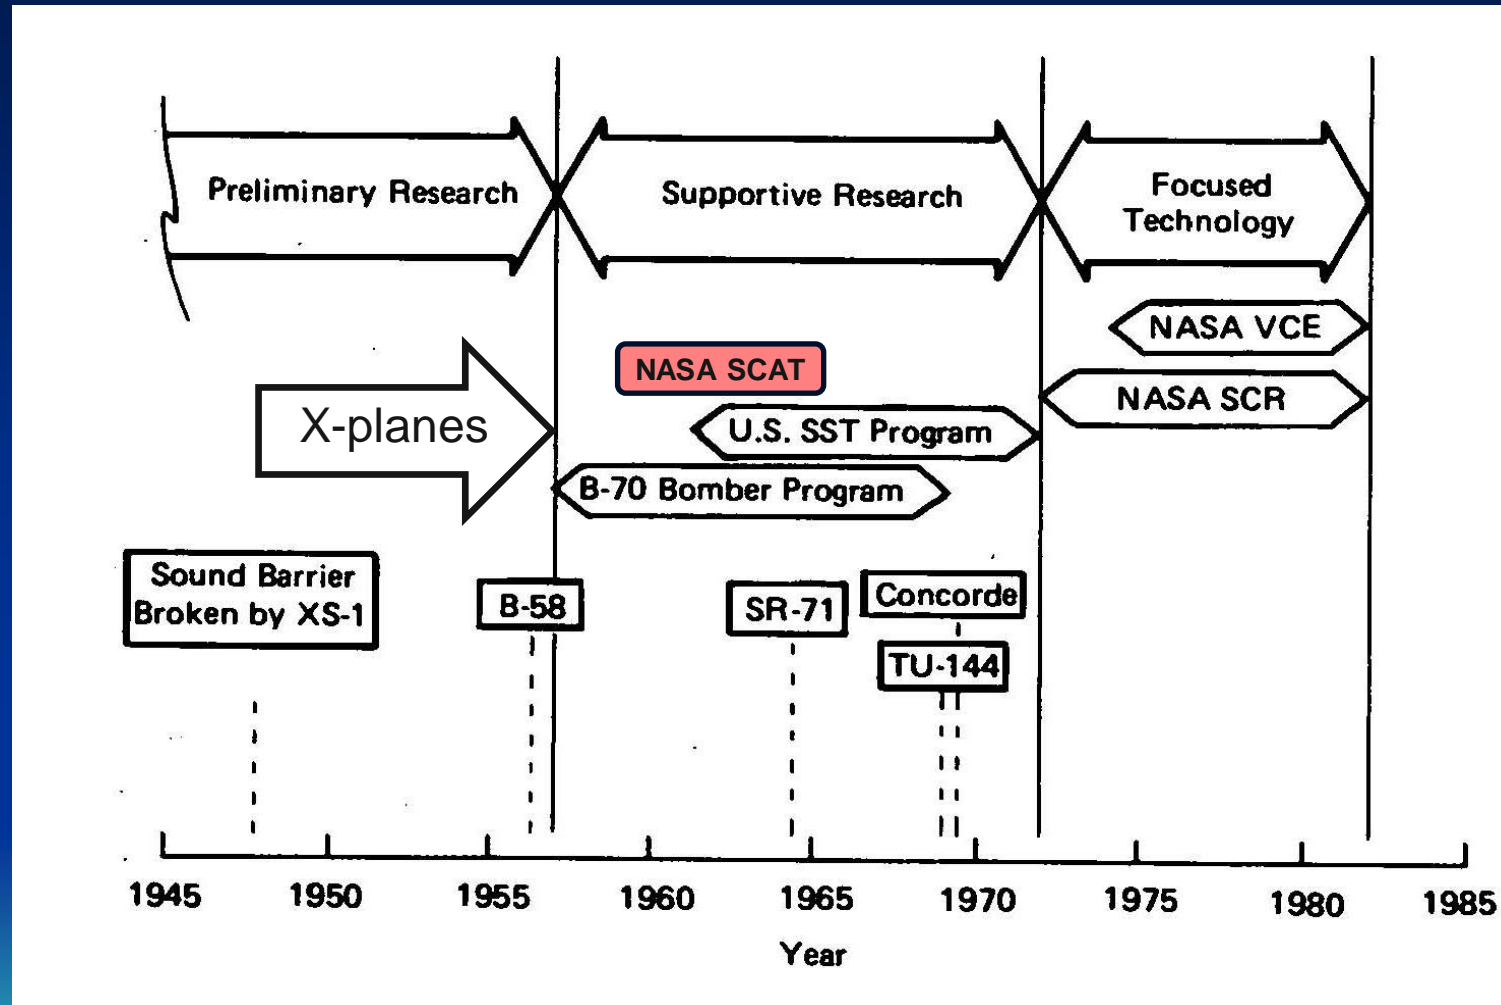 Preliminary Research
Supportive Research
Focused
Technology
NASA VCE
NASA SCAT
NASA SCR
X-planes
U.S. SST Program
B-70 Bomber Program
Sound Barrier
Broken by XS-1
B-58
SR-71
Concorde
TU-144
1945 1950 1955 1960 1965 1970 1975 1980 1985
Year